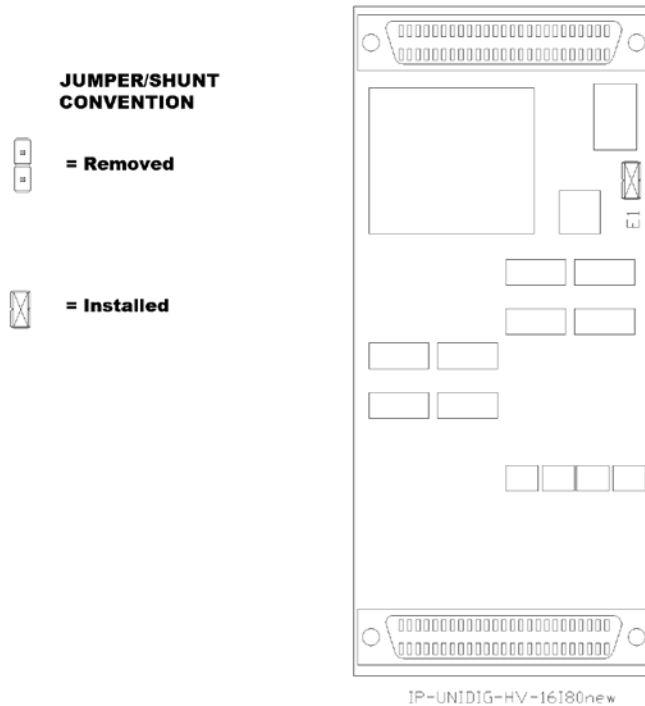 JUMPER/SHUNT
CONVENTION
= Removed
= Installed
E1
IP-UNIDIG-HV-16I80new